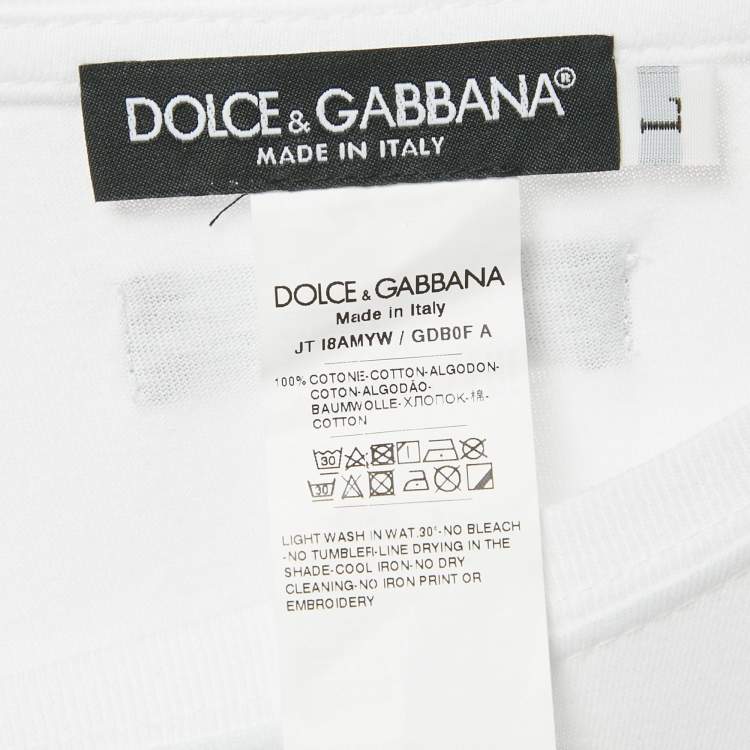 DOLCE & GABBANA®
MADE IN ITALY
L
DOLCE & GABBANA
Made in Italy
JT I8AMYW / GDB0F A
100% COTONE-COTTON-ALGODON-
COTON-ALGODÃO-
BAUMWOLLE-ХЛОПОК-棉-
COTTON
30
30
LIGHT WASH IN WAT.30°-NO BLEACH
-NO TUMBLER-LINE DRYING IN THE
SHADE-COOL IRON-NO DRY
CLEANING-NO IRON PRINT OR
EMBROIDERY